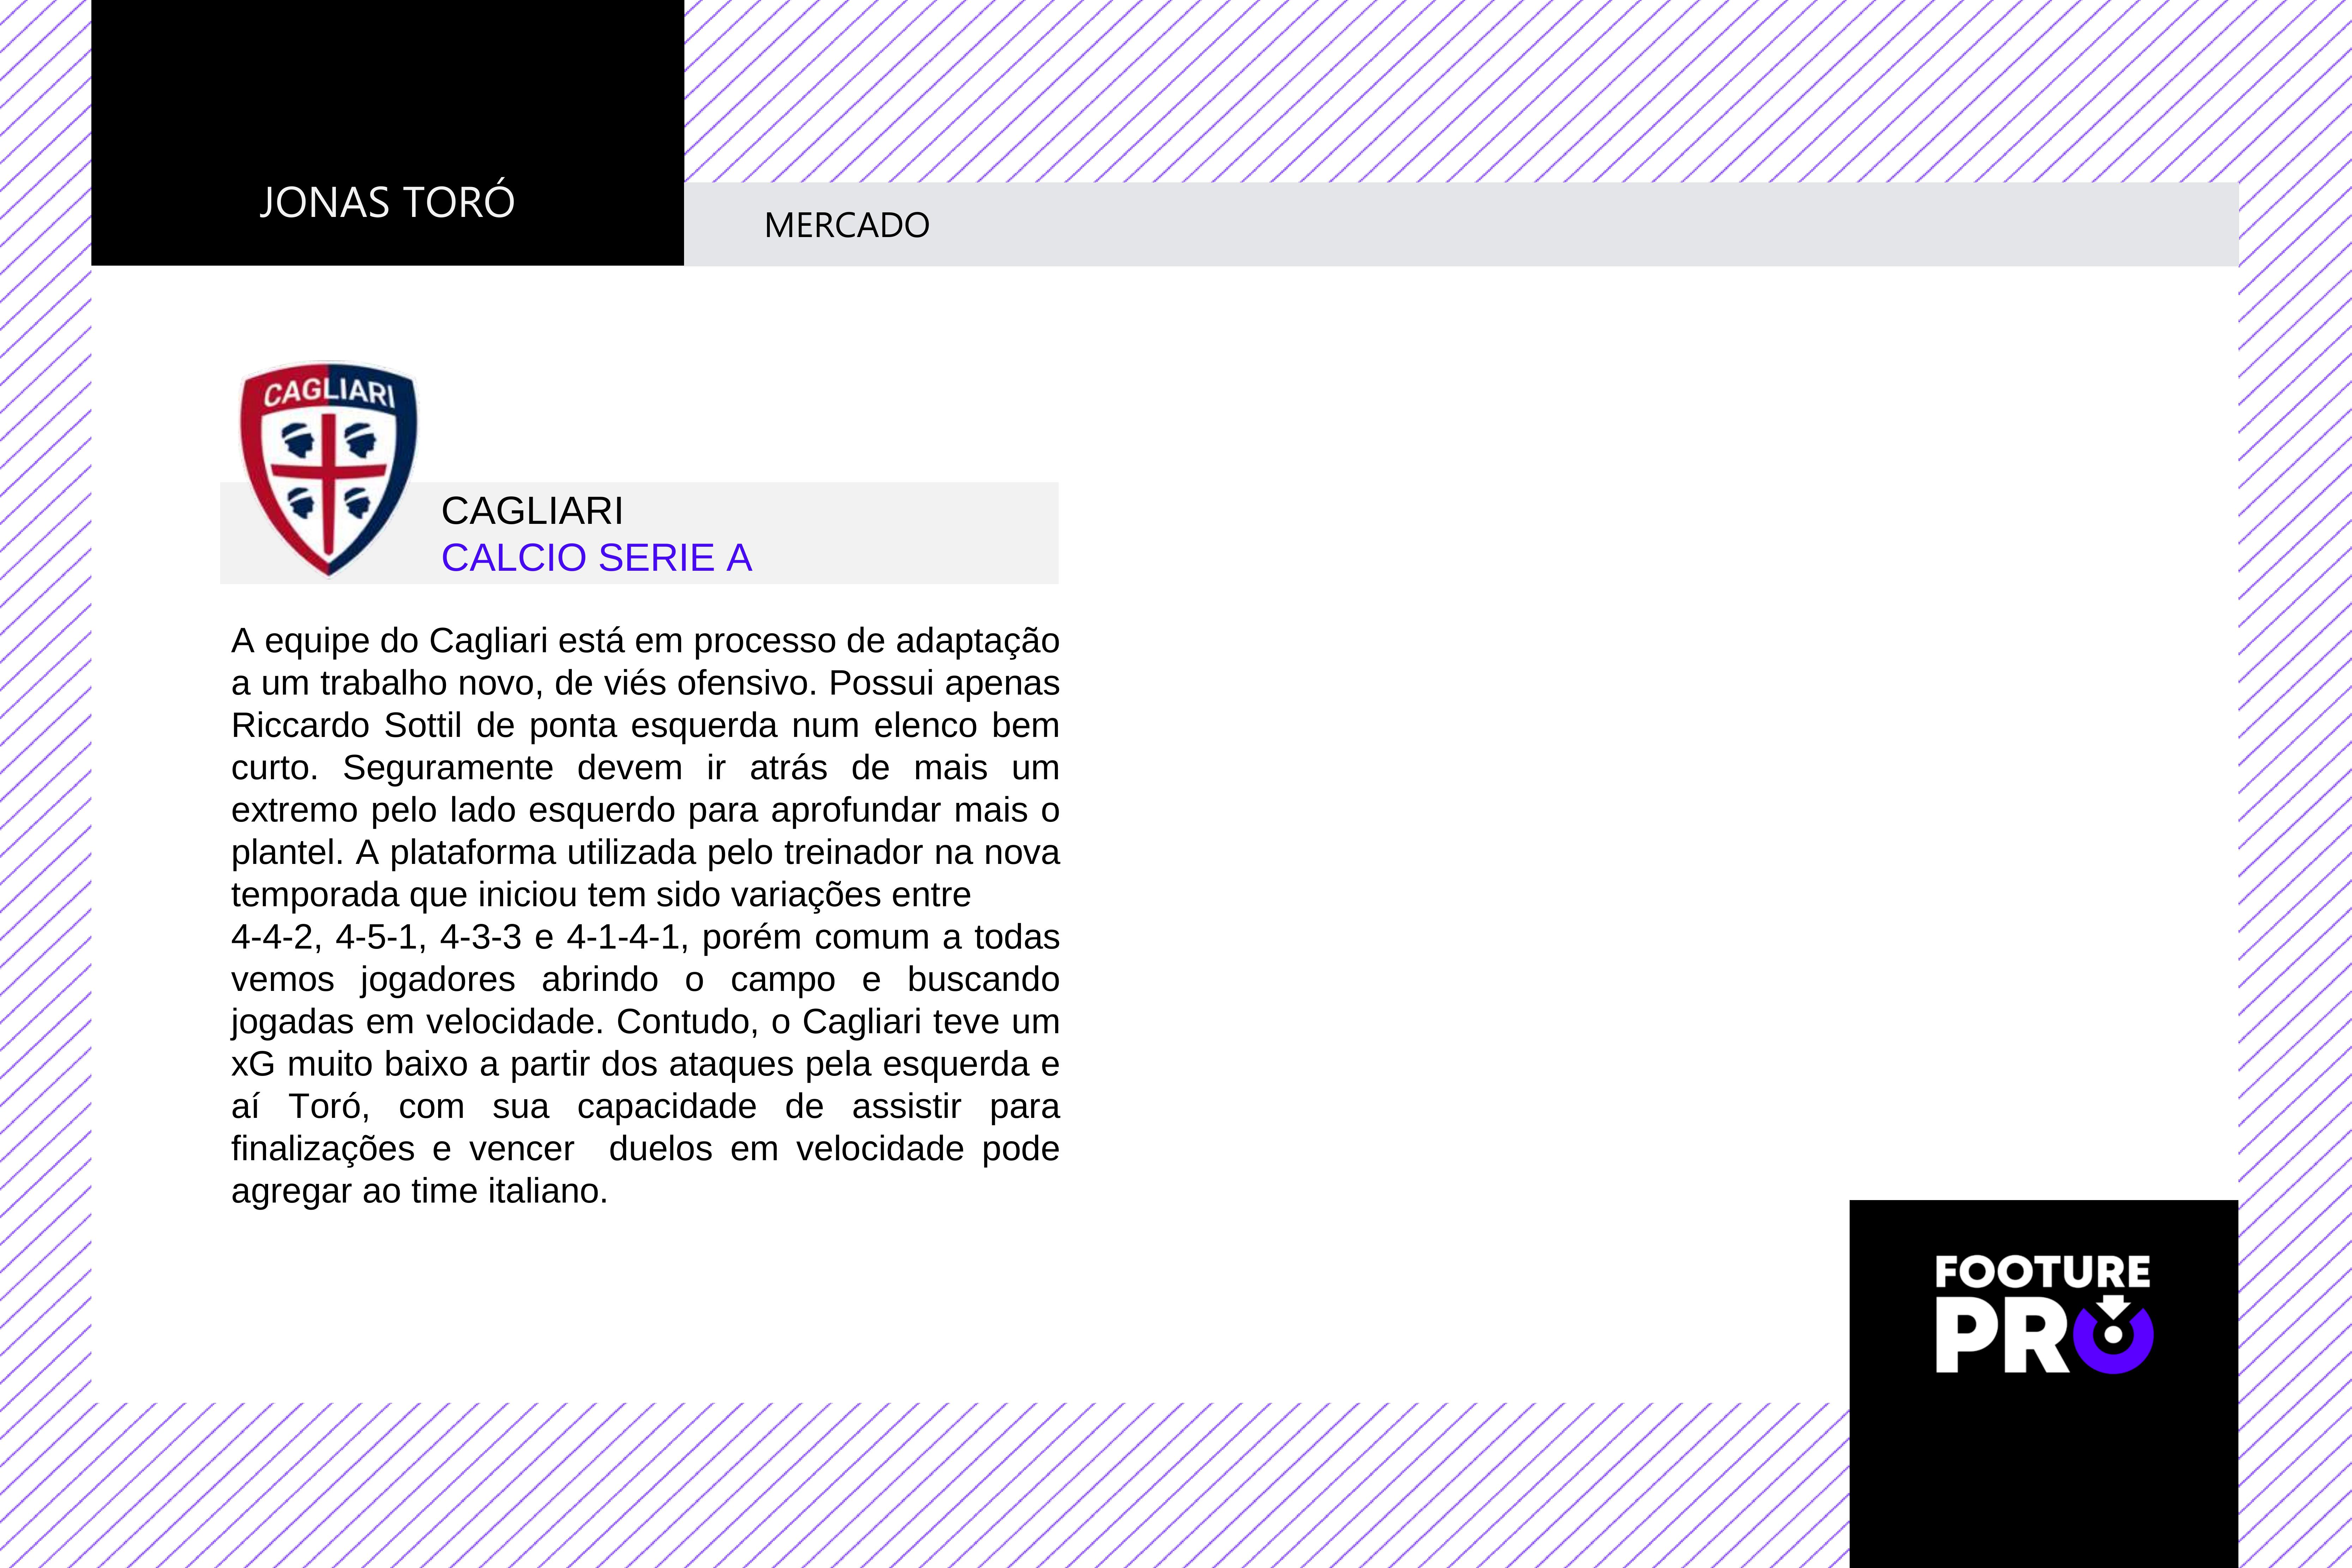 JONAS TORÓ
MERCADO
CAGLIARI
CAGLIARI
CALCIO SERIE A
A equipe do Cagliari está em processo de adaptação
a um trabalho novo, de viés ofensivo. Possui apenas
Riccardo Sottil de ponta esquerda num elenco bem
curto. Seguramente devem ir atrás de mais um
extremo pelo lado esquerdo para aprofundar mais o
plantel. A plataforma utilizada pelo treinador na nova
temporada que iniciou tem sido variações entre
4-4-2, 4-5-1, 4-3-3 e 4-1-4-1, porém comum a todas
vemos jogadores abrindo o campo e buscando
jogadas em velocidade. Contudo, o Cagliari teve um
xG muito baixo a partir dos ataques pela esquerda e
aí Toró, com sua capacidade de assistir para
finalizações e vencer  duelos em velocidade pode
agregar ao time italiano.
FOOTURE
PRO